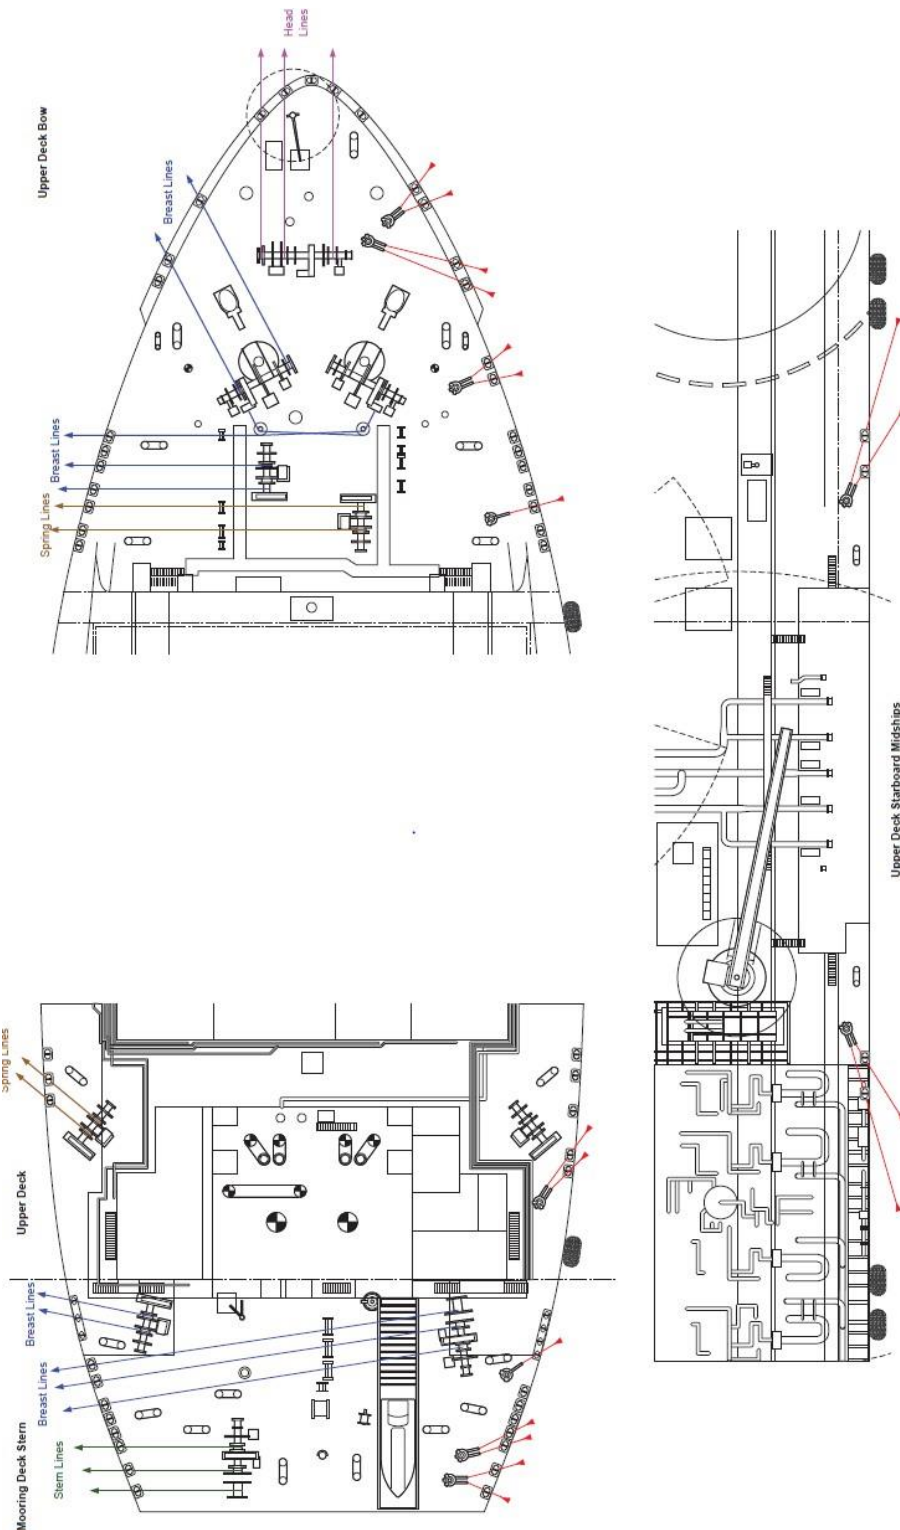 Head
Lines
Upper Deck Bow
Breast Lines
Breast Lines
Spring Lines
Upper Deck Starboard Midships
Spring Lines
Upper Deck
Breast Lines
Breast Lines
Mooring Deck Stern
Stern Lines